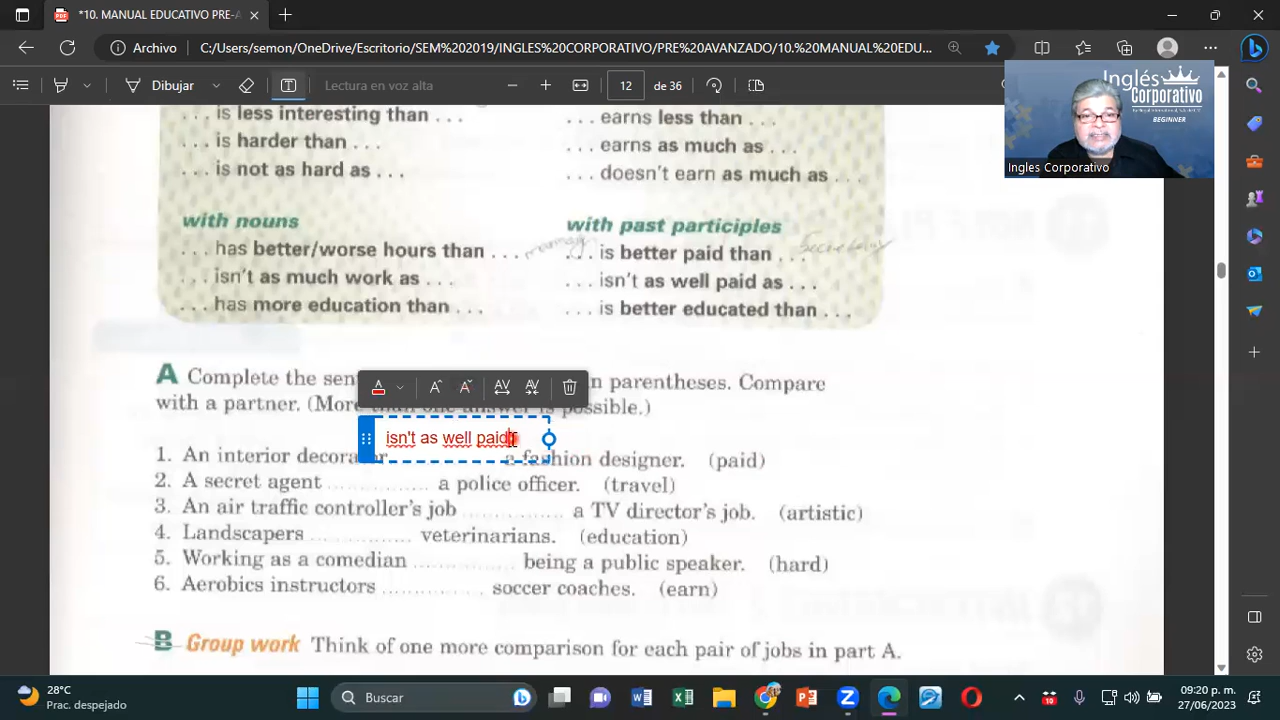 *10. MANUAL EDUCATIVO PRE-A
Archivo
C:/Users/semon/OneDrive/Escritorio/SEM%202019/INGLES%20CORPORATIVO/PRE%20AVANZADO/10.%20MANUAL%20EDU...
Dibujar
Lectura en voz alta
12
de 36
Inglés
Corporativo
BEGINNER
Ingles Corporativo
. . . is less interesting than . . .
. . . is harder than . . .
. . . is not as hard as . . .
. . . earns less than . . .
. . . earns as much as . . .
. . . doesn't earn as much as . . .
with nouns
. . . has better/worse hours than . . .
. . . isn't as much work as . . .
. . . has more education than . . .
with past participles
. . . is better paid than . . .
. . . isn't as well paid as . . .
. . . is better educated than . . .
A Complete the sen n parentheses. Compare
with a partner. (More than one answer is possible.)
isn't as well paid
1. An interior decorator a fashion designer. (paid)
2. A secret agent ............ a police officer. (travel)
3. An air traffic controller's job ............ a TV director's job. (artistic)
4. Landscapers ............ veterinarians. (education)
5. Working as a comedian ............ being a public speaker. (hard)
6. Aerobics instructors ............ soccer coaches. (earn)
B Group work Think of one more comparison for each pair of jobs in part A.
28°C
Prac. despejado
Buscar
10
09:20 p. m.
27/06/2023